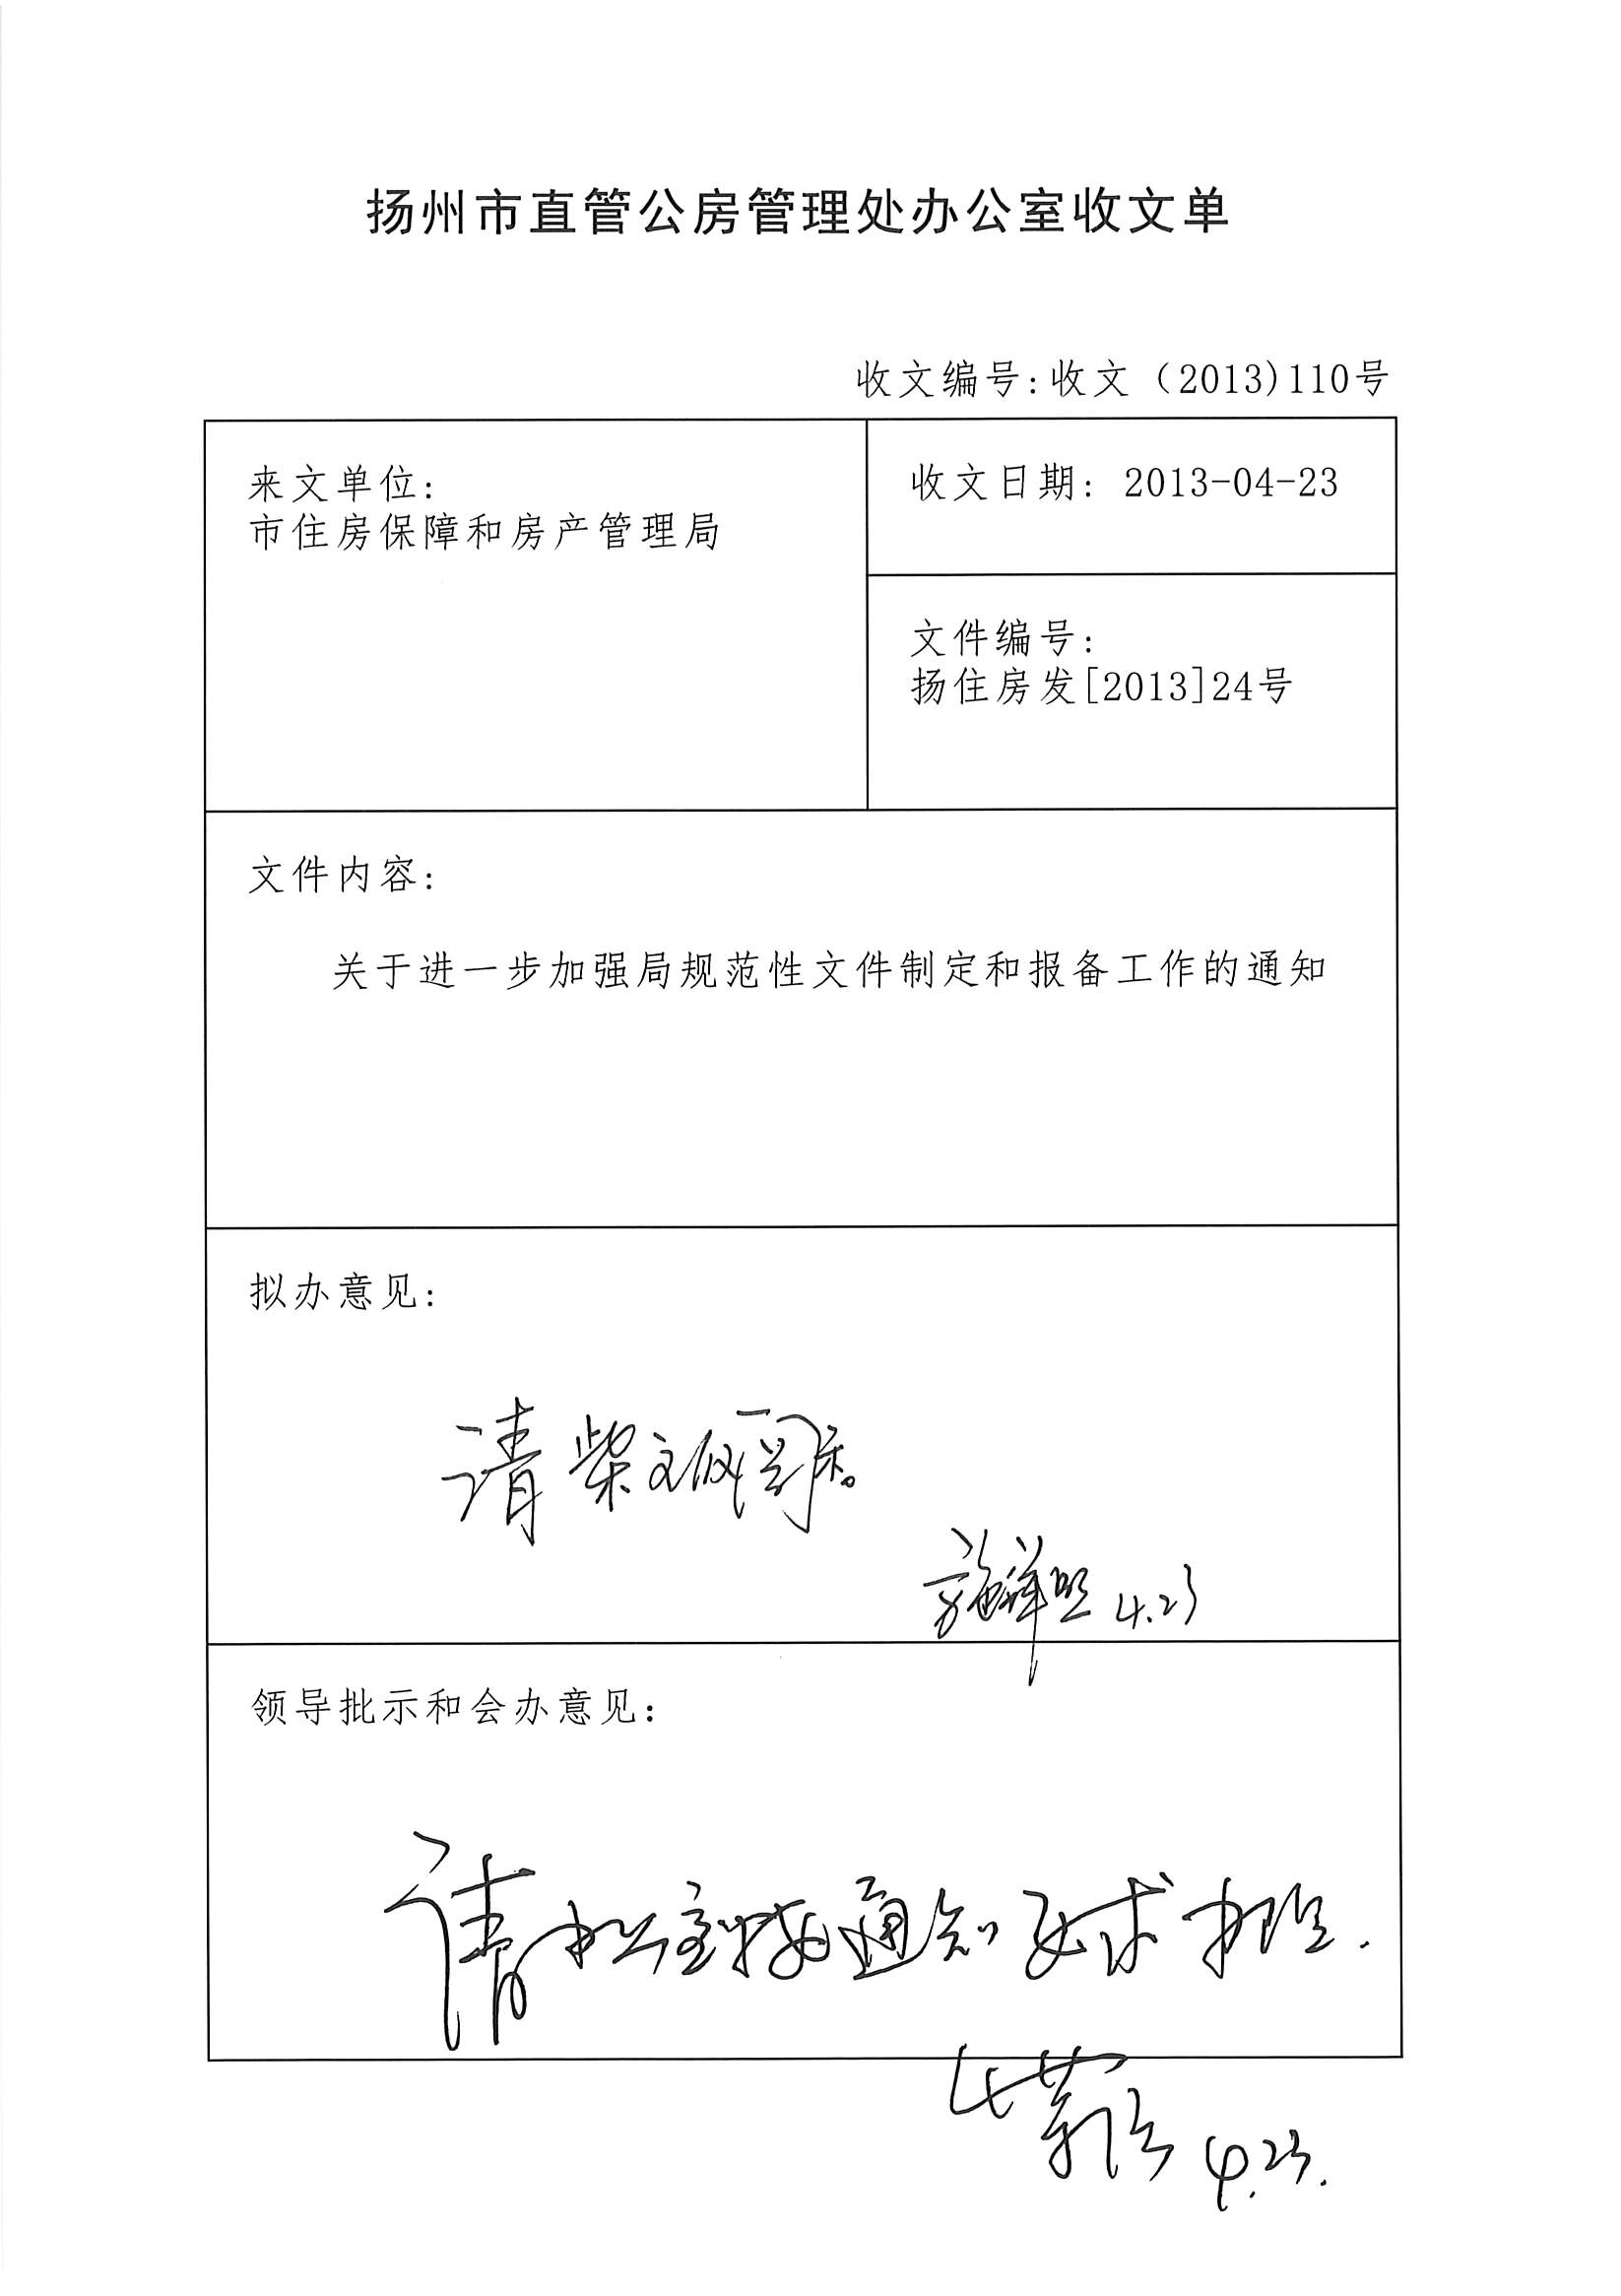 扬州市直管公房管理处办公室收文单
收文编号:收文（2013)110号
来文单位:
市住房保障和房产管理局
收文日期: 2013-04-23
文件编号:
扬住房发[2013]24号
文件内容:
关于进一步加强局规范性文件制定和报备工作的通知
拟办意见:
请柴主任阅示。
4.23
领导批示和会办意见:
请办公室按通知要求办理.
4.23.